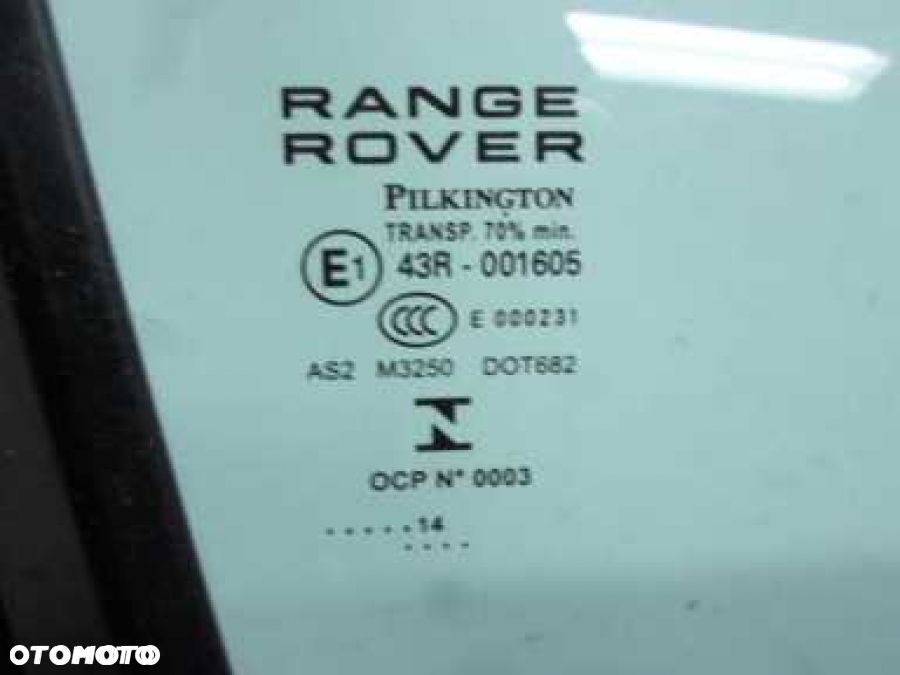 RANGE
ROVER
PILKINGTON
TRANSP. 70% min.
E1 43R - 001605
CCC E 000231
AS2 M3250 DOT682
OCP N° 0003
. . . . . 14
. . . .
OTOMOTO